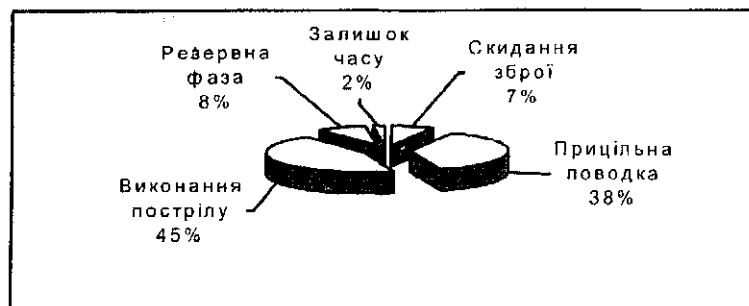 Резервна
фаза
8%
Залишок
часу
2%
Скидання
зброї
7%
Прицільна
поводка
38%
Виконання
пострілу
45%